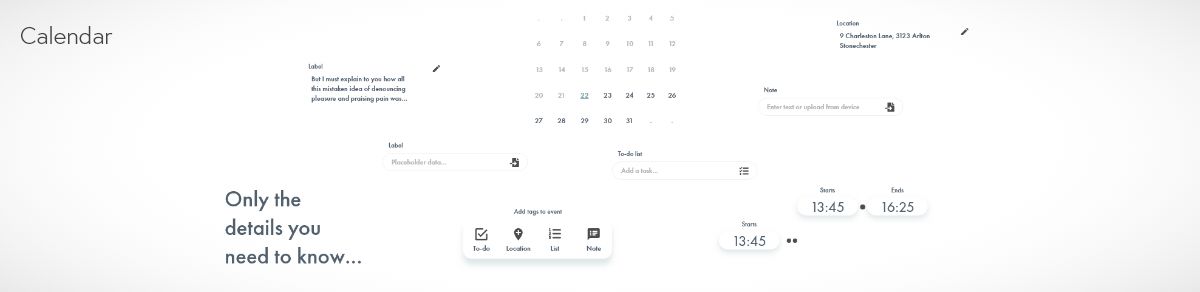 Calendar
. . 1 2 3 4 5
6 7 8 9 10 11 12
13 14 15 16 17 18 19
20 21 22 23 24 25 26
27 28 29 30 31 . .
Location
9 Charleston Lane, 3123 Arlton
Stonechester
Label
But I must explain to you how all
this mistaken idea of denouncing
pleasure and praising pain was...
Note
Enter text or upload from device
Label
Placeholder data...
To-do list
Add a task...
Only the
details you
need to know...
Add tags to event
To-do Location List Note
Starts Ends
13:45 16:25
Starts
13:45